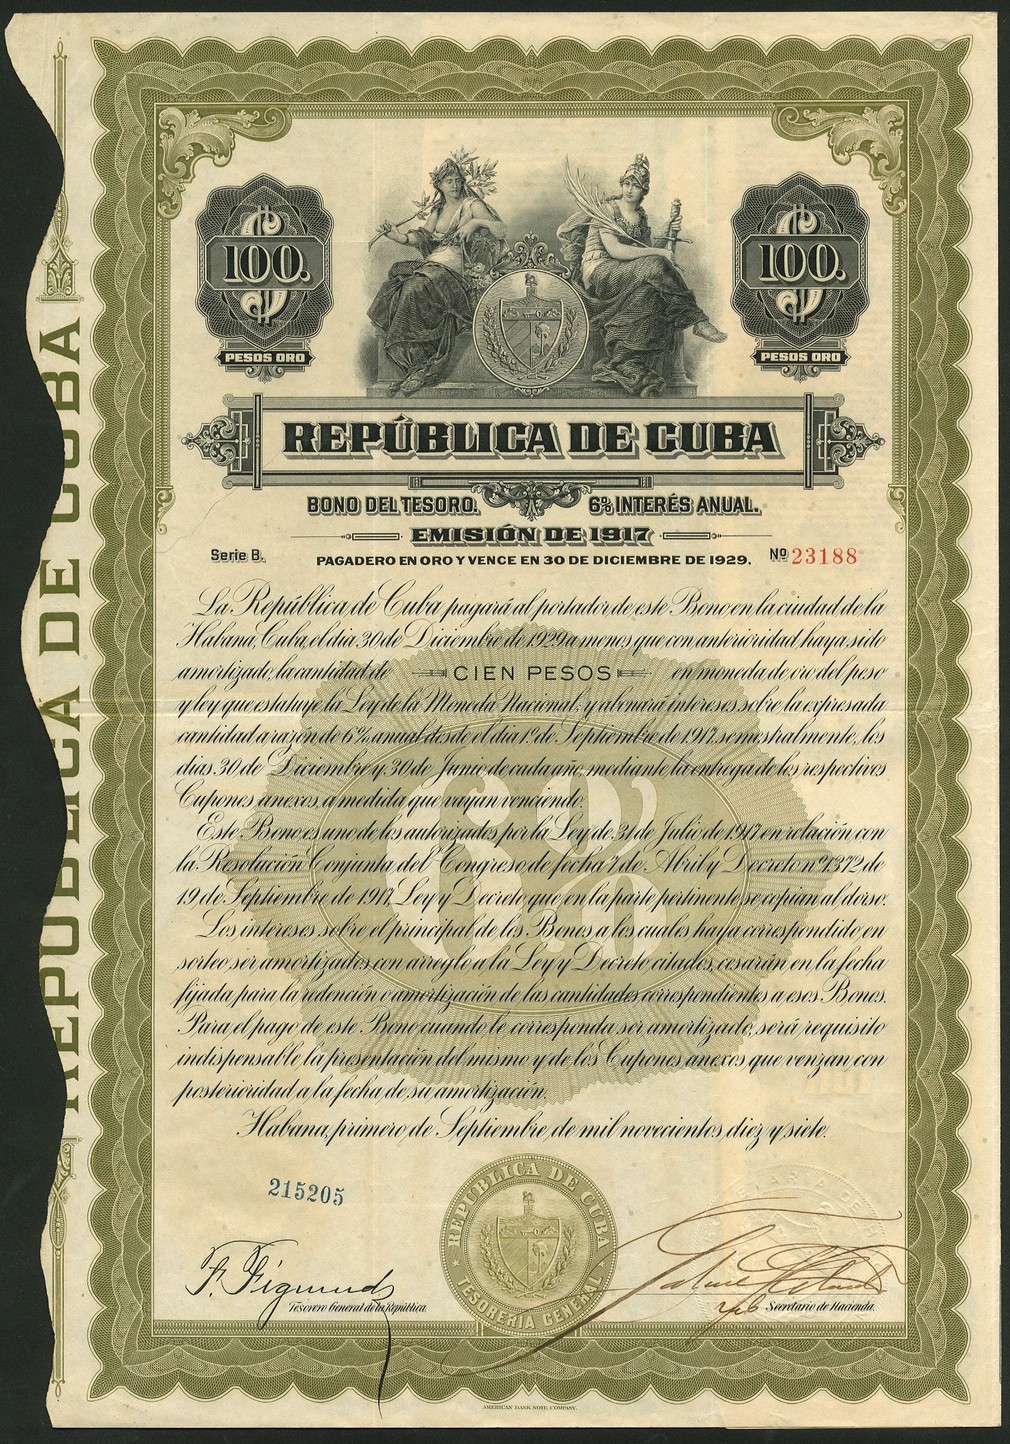 REPÚBLICA DE CUBA
$
100.
PESOS ORO
$
100.
PESOS ORO
REPÚBLICA DE CUBA
BONO DEL TESORO. 6% INTERÉS ANUAL.
EMISIÓN DE 1917
Serie B. PAGADERO EN ORO Y VENCE EN 30 DE DICIEMBRE DE 1929. Nº 23188
La República de Cuba pagará al portador de este Bono en la ciudad de la
Habana, Cuba, el día 30 de Diciembre de 1929 a menos que con anterioridad haya sido
amortizado, la cantidad de CIEN PESOS en moneda de oro del peso
y ley que estatuye la Ley de la Moneda Nacional; y abonará intereses sobre la expresada
cantidad a razón de 6% anual desde el día 1º de Septiembre de 1917, semestralmente, los
días 30 de Diciembre y 30 de Junio de cada año, mediante la entrega de los respectivos
Cupones anexos, a medida que vayan venciendo.
Este Bono es uno de los autorizados por la Ley de 31 de Julio de 1917 en relación con
la Resolución Conjunta del Congreso de fecha 7 de Abril y Decreto nº 1372 de
19 de Septiembre de 1917, Ley y Decreto que en la parte pertinente se copian al dorso.
Los intereses sobre el principal de los Bonos a los cuales haya correspondido en
sorteo ser amortizados con arreglo a la Ley y Decreto citados, cesarán en la fecha
fijada para la redención o amortización de las cantidades correspondientes a esos Bonos.
Para el pago de este Bono cuando le corresponda ser amortizado, será requisito
indispensable la presentación del mismo y de los Cupones anexos que venzan con
posterioridad a la fecha de su amortización.
Habana, primero de Septiembre de mil novecientos diez y siete.
6%
215205
REPUBLICA DE CUBA
TESORERIA GENERAL
F. Figueredo
Tesorero General de la República.
Secretario de Hacienda.
AMERICAN BANK NOTE COMPANY.